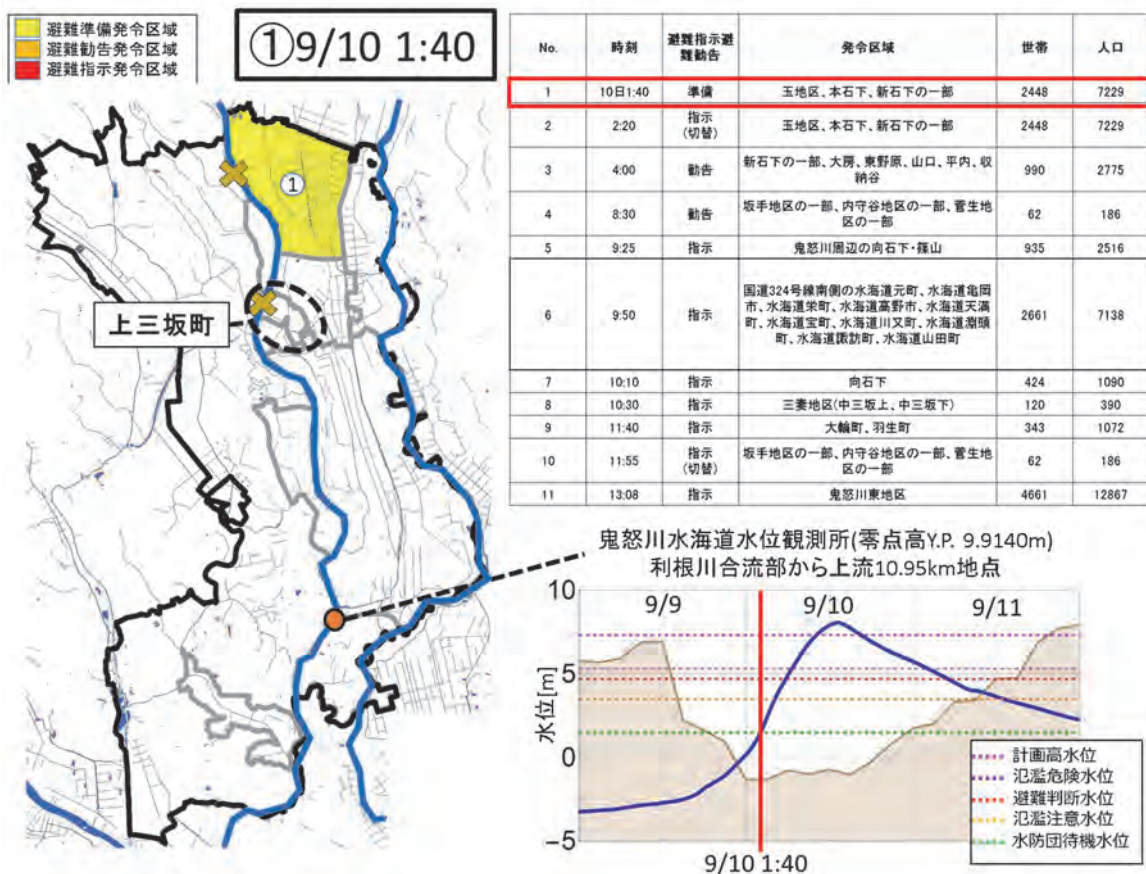 避難準備発令区域
避難勧告発令区域
避難指示発令区域
①9/10 1:40
①
上三坂町
No. 時刻 避難指示避難勧告 発令区域 世帯 人口
1 10日1:40 準備 玉地区、本石下、新石下の一部 2448 7229
2 2:20 指示(切替) 玉地区、本石下、新石下の一部 2448 7229
3 4:00 勧告 新石下の一部、大房、東野原、山口、平内、収納谷 990 2775
4 8:30 勧告 坂手地区の一部、内守谷地区の一部、菅生地区の一部 62 186
5 9:25 指示 鬼怒川周辺の向石下・篠山 935 2516
6 9:50 指示 国道324号線南側の水海道元町、水海道亀岡市、水海道栄町、水海道高野市、水海道天満町、水海道宝町、水海道川又町、水海道淵頭町、水海道諏訪町、水海道山田町 2661 7138
7 10:10 指示 向石下 424 1090
8 10:30 指示 三妻地区(中三坂上、中三坂下) 120 390
9 11:40 指示 大輪町、羽生町 343 1072
10 11:55 指示(切替) 坂手地区の一部、内守谷地区の一部、菅生地区の一部 62 186
11 13:08 指示 鬼怒川東地区 4661 12867
鬼怒川水海道水位観測所(零点高Y.P. 9.9140m)
利根川合流部から上流10.95km地点
水位[m]
10
5
0
-5
9/9 9/10 9/11
計画高水位
氾濫危険水位
避難判断水位
氾濫注意水位
水防団待機水位
9/10 1:40